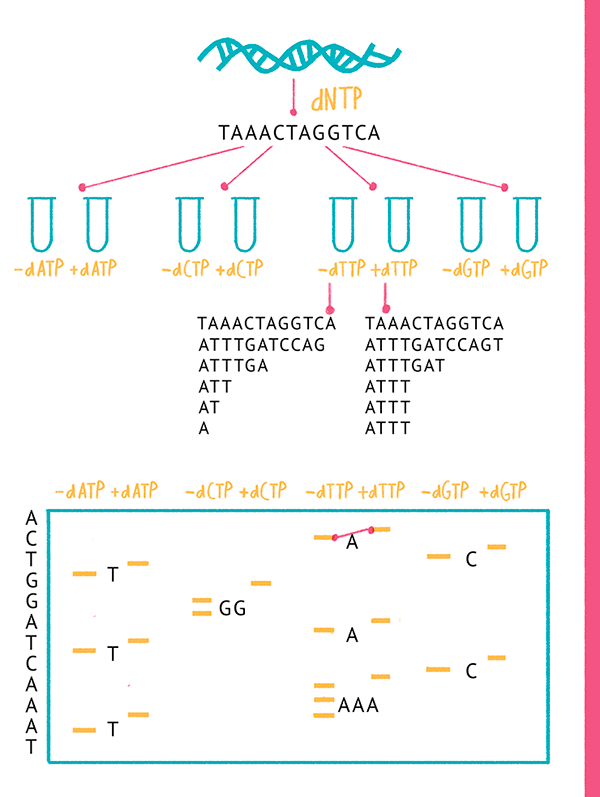 dNTP
TAAACTAGGTCA
-dATP +dATP -dCTP +dCTP -dTTP +dTTP -dGTP +dGTP
TAAACTAGGTCA TAAACTAGGTCA
ATTTGATCCAG ATTTGATCCAGT
ATTTGA ATTTGAT
ATT ATTT
AT ATTT
A ATTT
-dATP +dATP -dCTP +dCTP -dTTP +dTTP -dGTP +dGTP
A
C
T
G
G
A
T
C
A
A
A
T
A
T C
GG
A
T
C
AAA
T